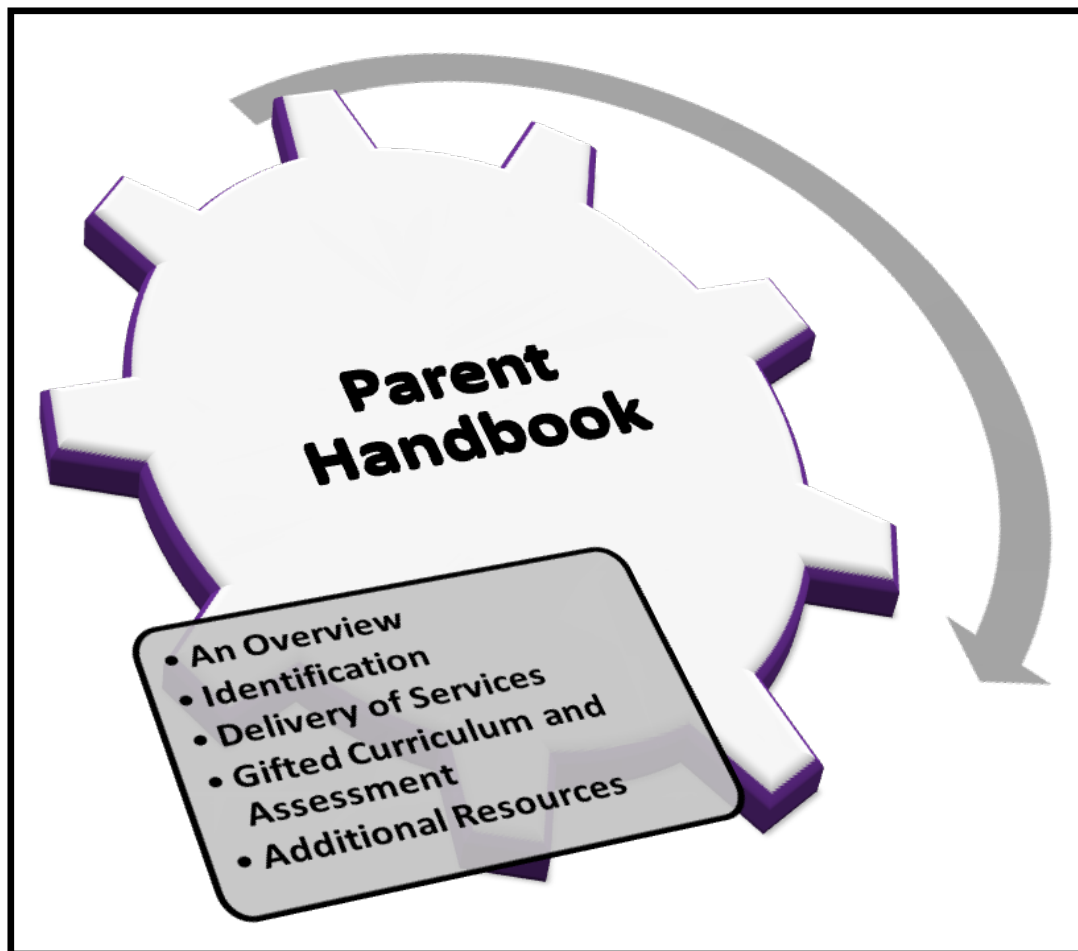 Parent
Handbook
• An Overview
• Identification
• Delivery of Services
• Gifted Curriculum and
Assessment
• Additional Resources